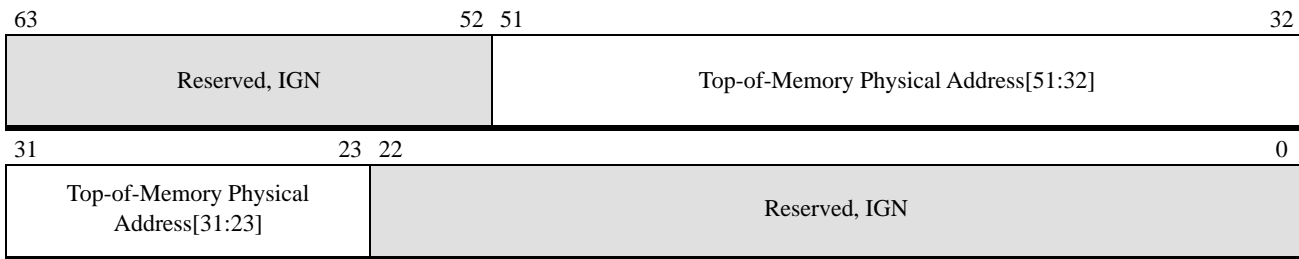 63 52 51 32
Reserved, IGN Top-of-Memory Physical Address[51:32]
31 23 22 0
Top-of-Memory Physical
Address[31:23]
Reserved, IGN